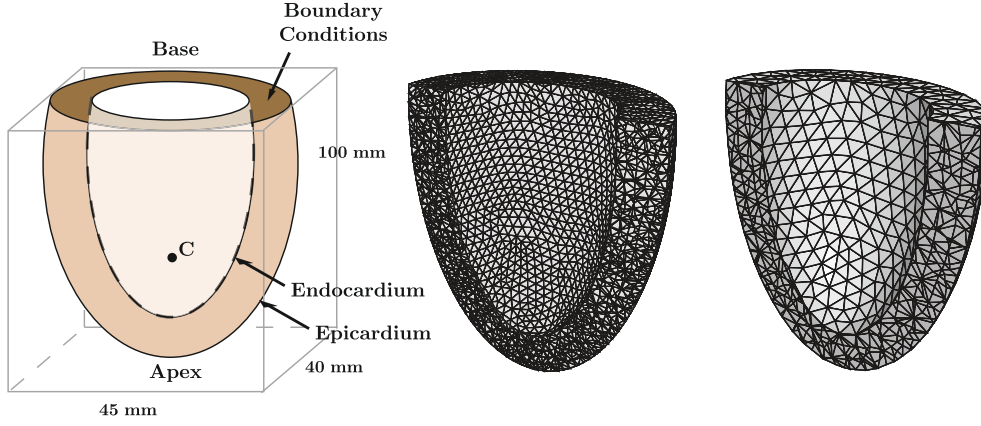 Boundary
Conditions
Base
100 mm
C
Endocardium
Epicardium
40 mm
Apex
45 mm